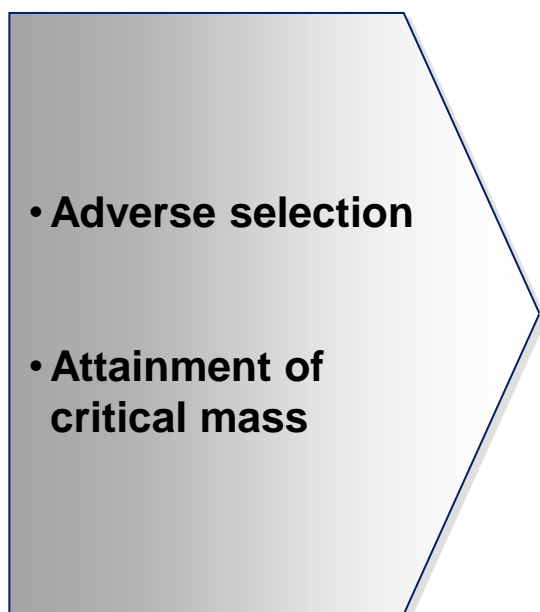 • Adverse selection
• Attainment of
critical mass